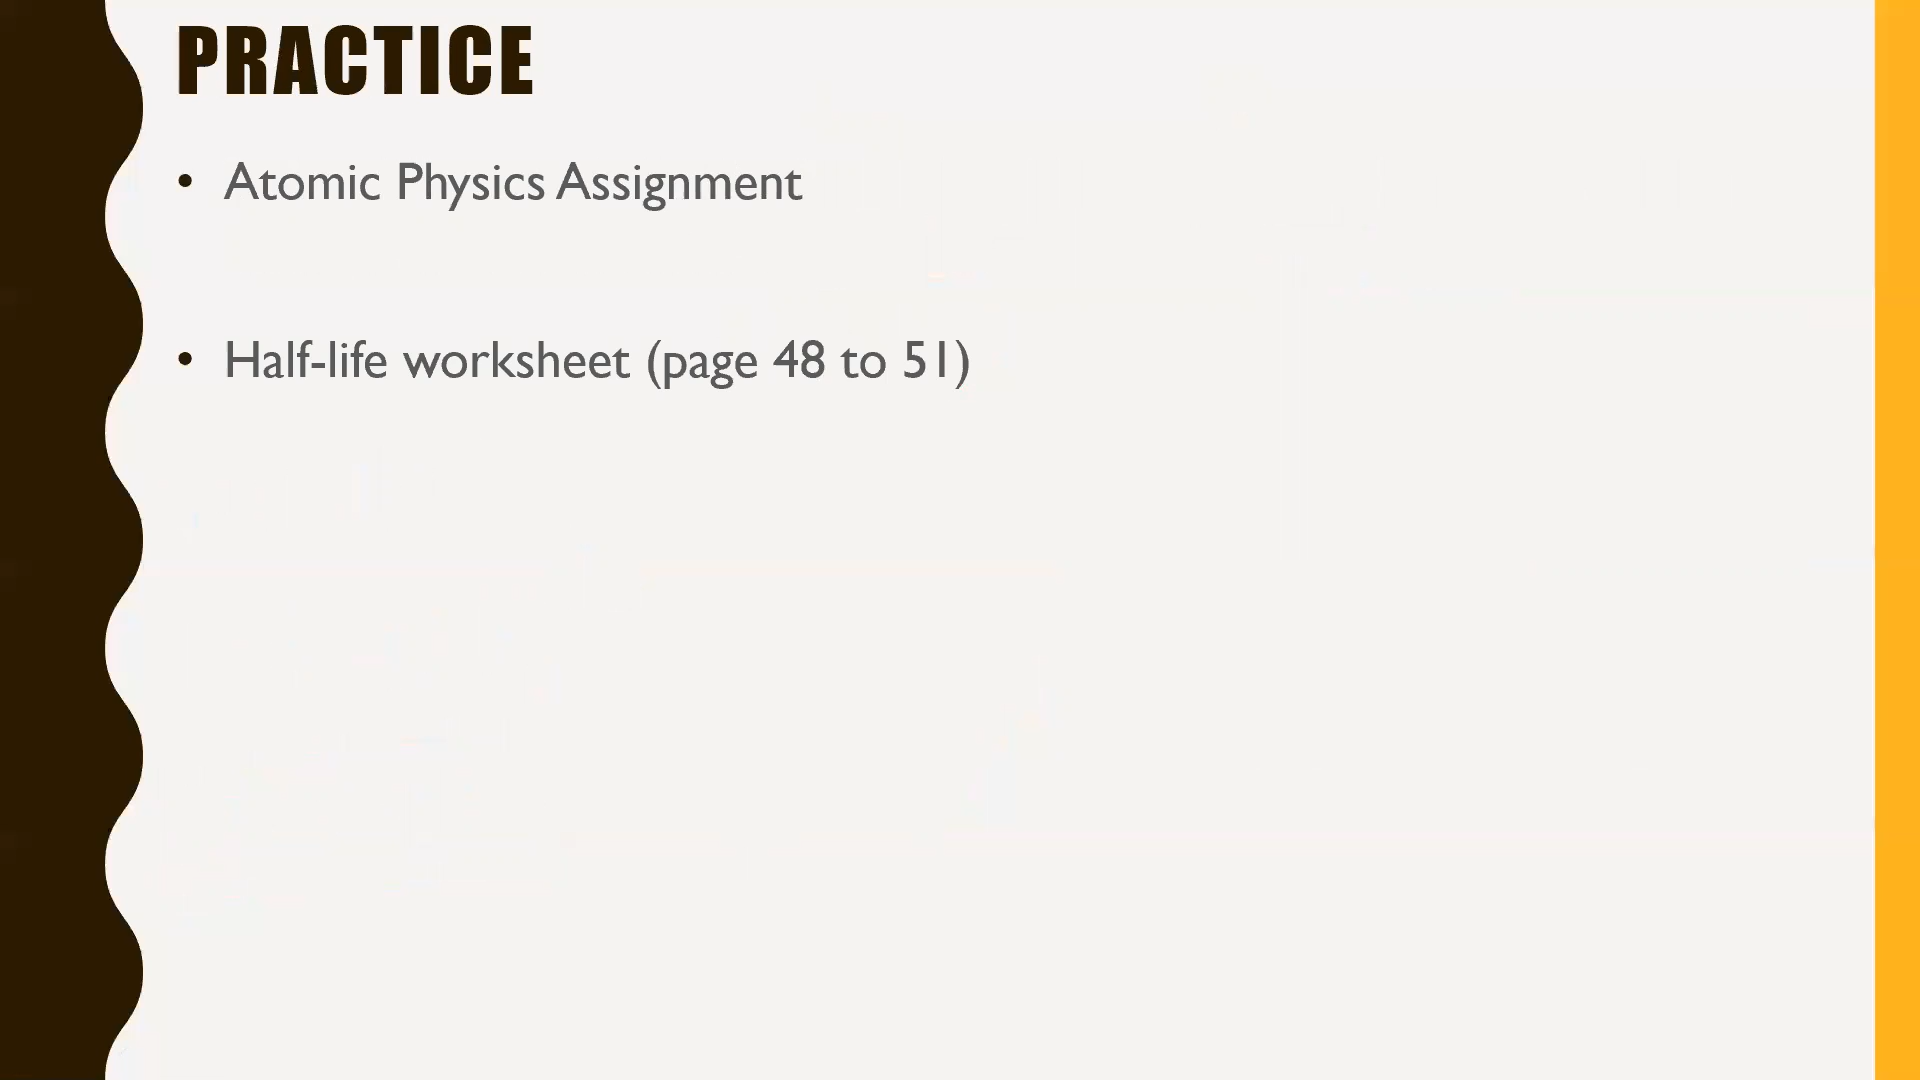 PRACTICE
• Atomic Physics Assignment
• Half-life worksheet (page 48 to 51)